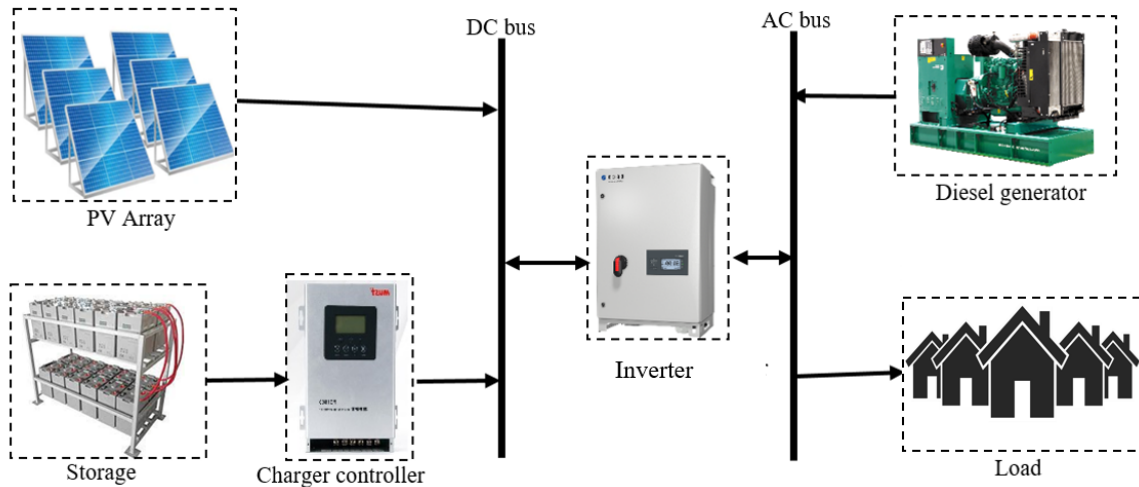 DC bus
AC bus
PV Array
Diesel generator
Inverter
Storage
Charger controller
Load